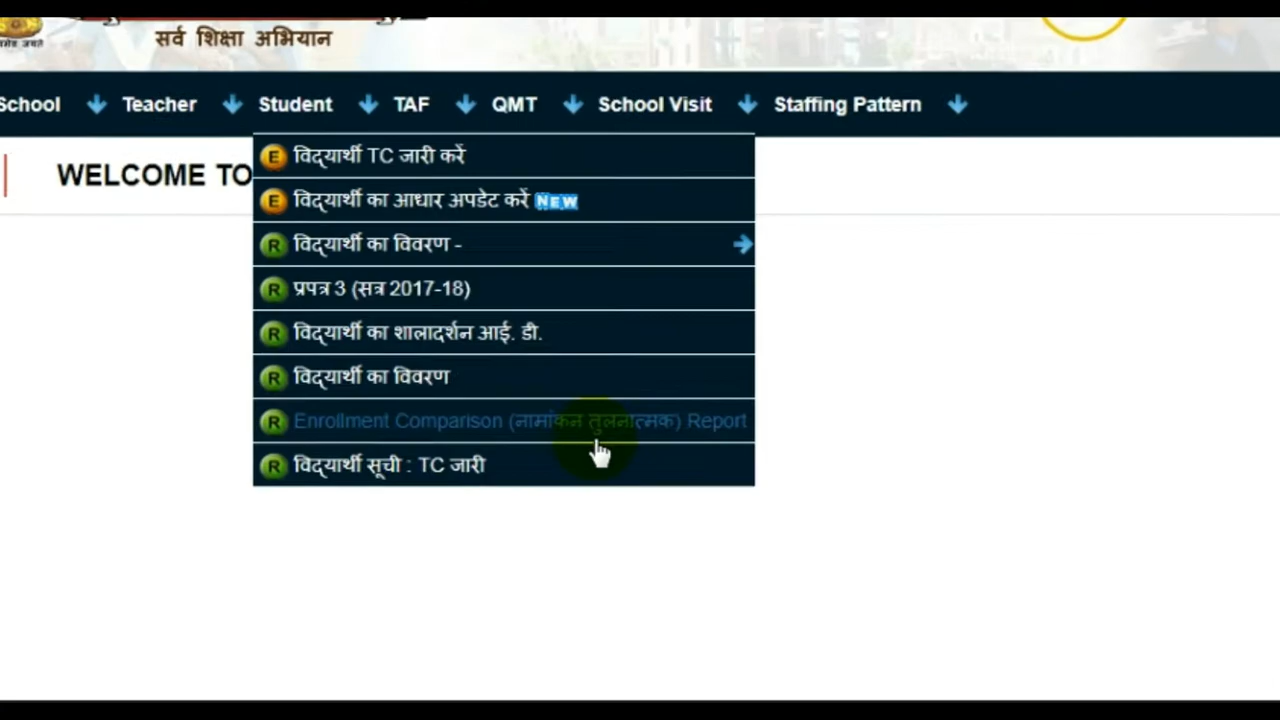 सर्व शिक्षा अभियान
School Teacher Student TAF QMT School Visit Staffing Pattern
WELCOME TO
E विद्यार्थी TC जारी करें
E विद्यार्थी का आधार अपडेट करें NEW
R विद्यार्थी का विवरण -
R प्रपत्र 3 (सत्र 2017-18)
R विद्यार्थी का शालादर्शन आई. डी.
R विद्यार्थी का विवरण
R Enrollment Comparison (नामांकन तुलनात्मक) Report
R विद्यार्थी सूची : TC जारी